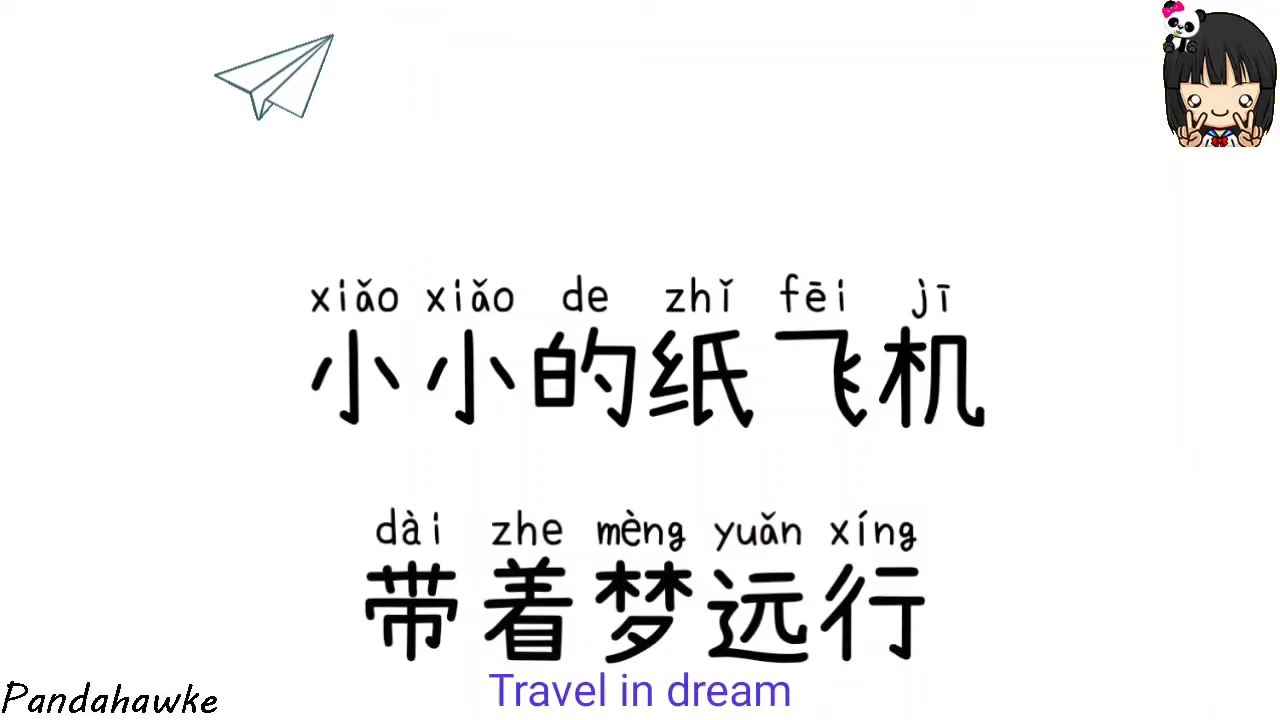 xiǎo xiǎo de zhǐ fēi jī
小小的纸飞机
dài zhe mèng yuǎn xíng
带着梦远行
Travel in dream
Pandahawke